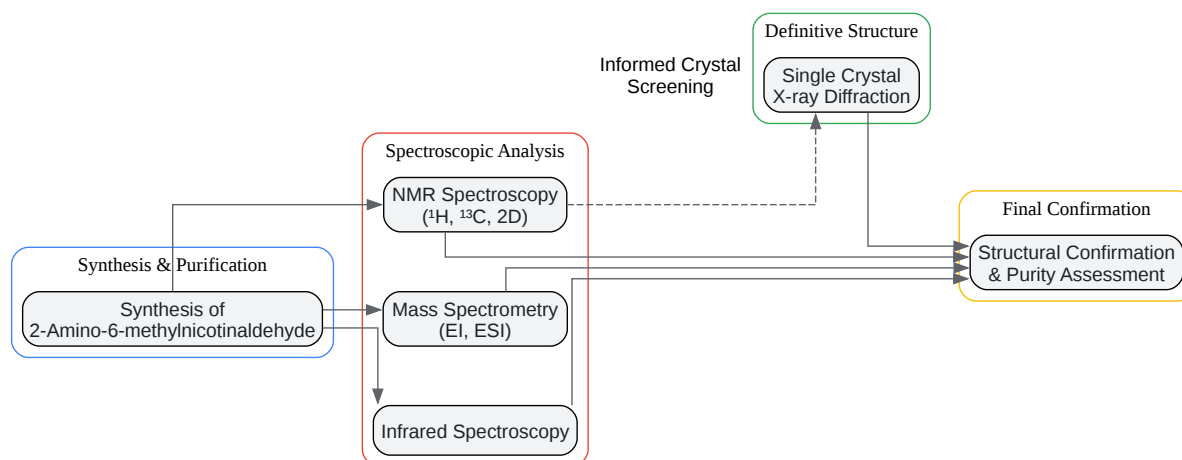 Definitive Structure
Informed Crystal
Screening
Single Crystal
X-ray Diffraction
Spectroscopic Analysis
NMR Spectroscopy
(¹H, ¹³C, 2D)
Final Confirmation
Structural Confirmation
& Purity Assessment
Synthesis & Purification
Synthesis of
2-Amino-6-methylnicotinaldehyde
Mass Spectrometry
(EI, ESI)
Infrared Spectroscopy